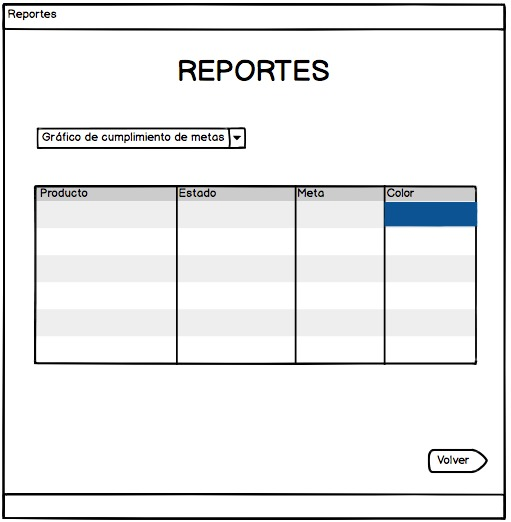 Reportes
REPORTES
Gráfico de cumplimiento de metas
Producto Estado Meta Color
Volver